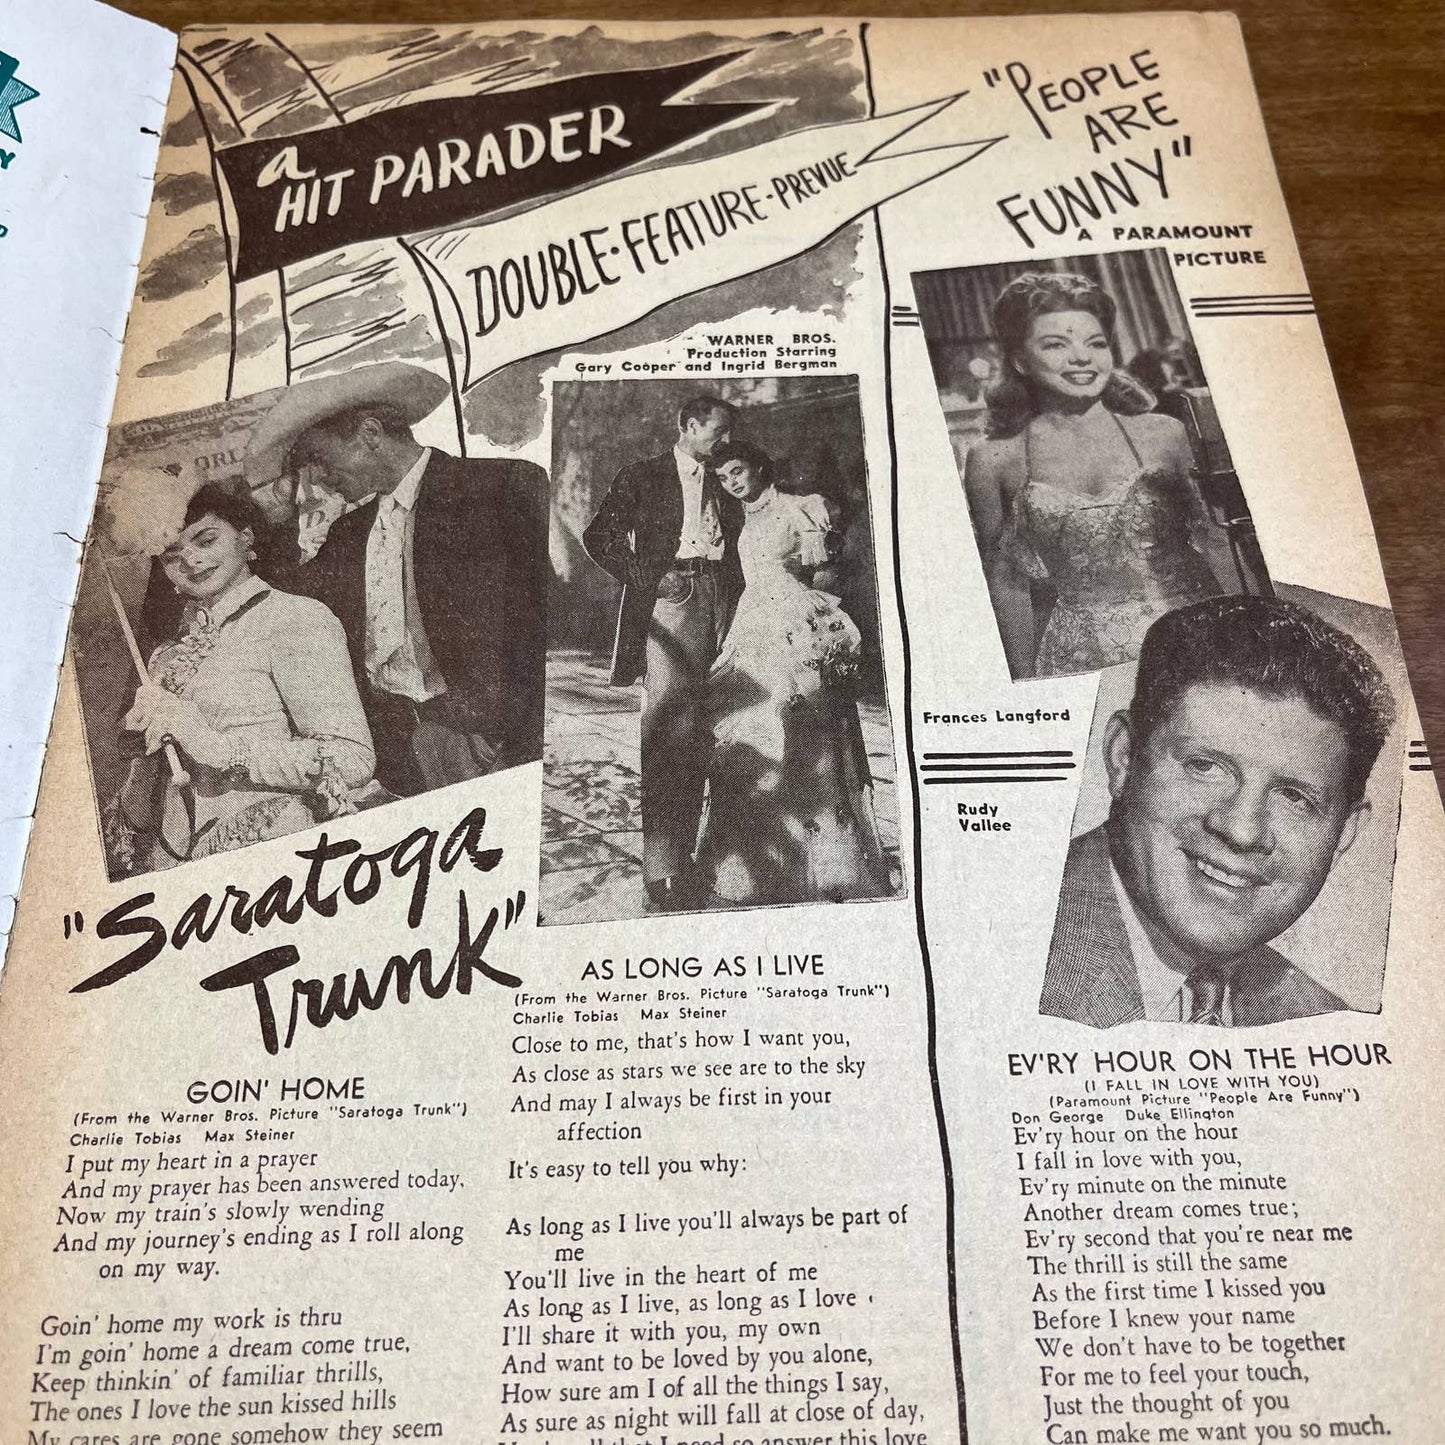 a
HIT PARADER
DOUBLE·FEATURE·PREVUE
"PEOPLE
ARE
FUNNY"
A PARAMOUNT
PICTURE
WARNER BROS.
Production Starring
Gary Cooper and Ingrid Bergman
Frances Langford
Rudy
Vallee
"Saratoga
Trunk"
GOIN' HOME
(From the Warner Bros. Picture "Saratoga Trunk")
Charlie Tobias Max Steiner
I put my heart in a prayer
And my prayer has been answered today,
Now my train's slowly wending
And my journey's ending as I roll along
on my way.
Goin' home my work is thru
I'm goin' home a dream come true,
Keep thinkin' of familiar thrills,
The ones I love the sun kissed hills
My cares are gone somehow they seem
AS LONG AS I LIVE
(From the Warner Bros. Picture "Saratoga Trunk")
Charlie Tobias Max Steiner
Close to me, that's how I want you,
As close as stars we see are to the sky
And may I always be first in your
affection
It's easy to tell you why:
As long as I live you'll always be part of
me
You'll live in the heart of me
As long as I live, as long as I love
I'll share it with you, my own
And want to be loved by you alone,
How sure am I of all the things I say,
As sure as night will fall at close of day,
all that I need so answer this love
EV'RY HOUR ON THE HOUR
(I FALL IN LOVE WITH YOU)
(Paramount Picture "People Are Funny")
Don George Duke Ellington
Ev'ry hour on the hour
I fall in love with you,
Ev'ry minute on the minute
Another dream comes true;
Ev'ry second that you're near me
The thrill is still the same
As the first time I kissed you
Before I knew your name
We don't have to be together
For me to feel your touch,
Just the thought of you
Can make me want you so much.